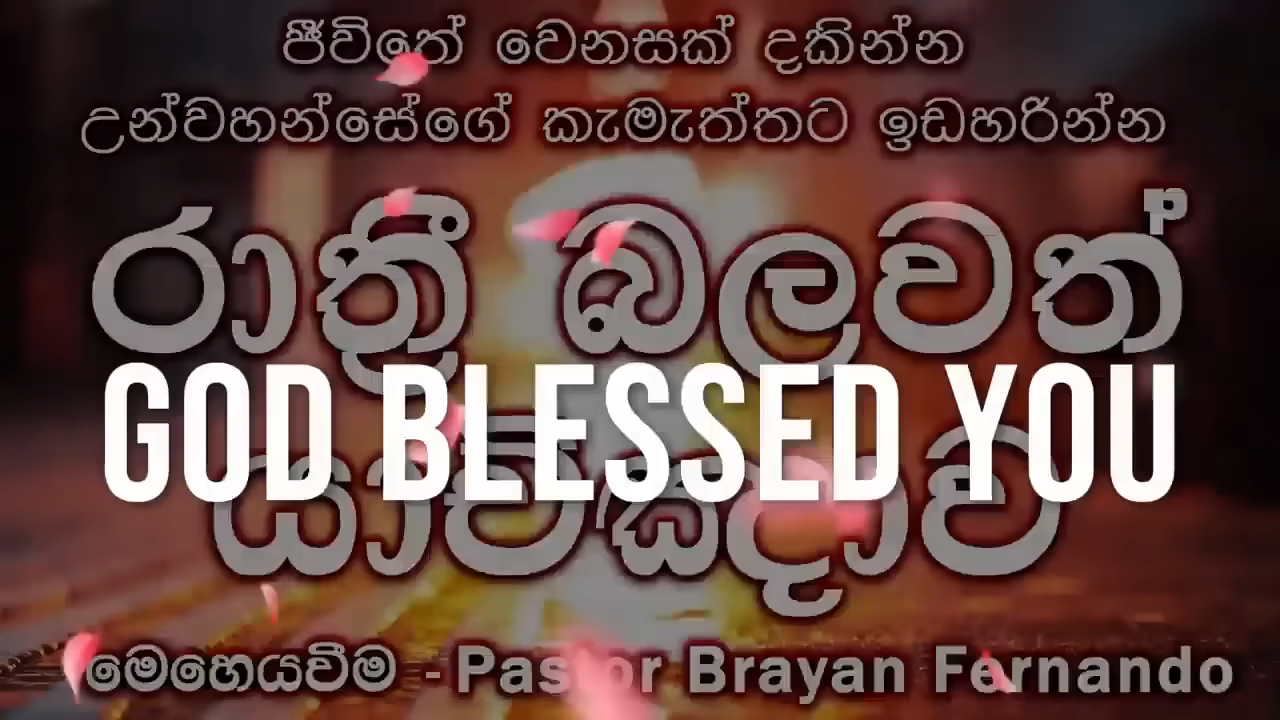 ජීවිතේ වෙනසක් දකින්න
උන්වහන්සේගේ කැමැත්තට ඉඩහරින්න
රාත්‍රී බලවත්
GOD BLESSED YOU
යාච්ඤාව
මෙහෙයවීම - Pastor Brayan Fernando